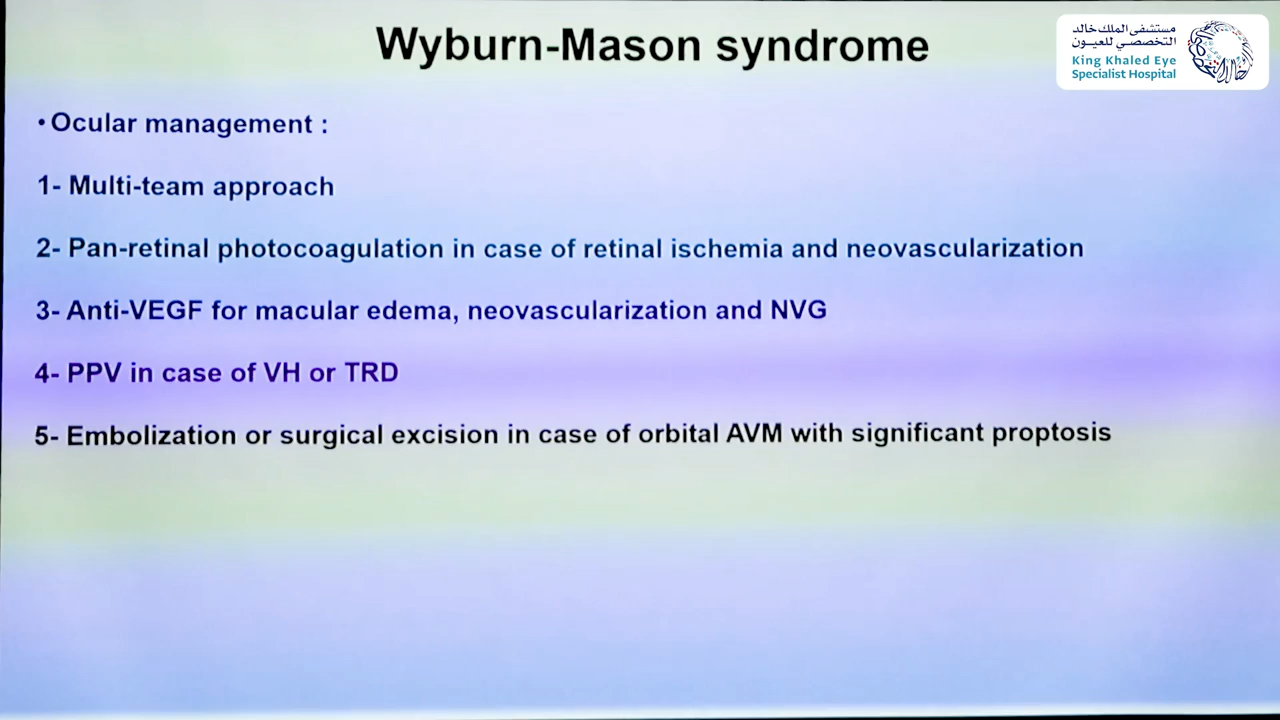 Wyburn-Mason syndrome
مستشفى الملك خالد
التخصصي للعيون
King Khaled Eye
Specialist Hospital
• Ocular management :
1- Multi-team approach
2- Pan-retinal photocoagulation in case of retinal ischemia and neovascularization
3- Anti-VEGF for macular edema, neovascularization and NVG
4- PPV in case of VH or TRD
5- Embolization or surgical excision in case of orbital AVM with significant proptosis